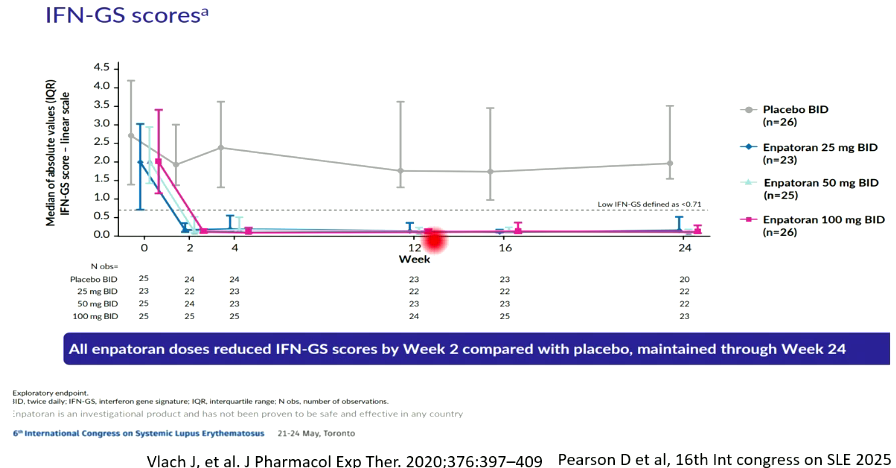 IFN-GS scoresª
Median of absolute values (IQR)
IFN-GS score – linear scale
4.5
4.0
3.5
3.0
2.5
2.0
1.5
1.0
0.5
0.0
Low IFN-GS defined as <0.71
0 2 4 12 16 24
Week
Placebo BID
(n=26)
Enpatoran 25 mg BID
(n=23)
Enpatoran 50 mg BID
(n=25)
Enpatoran 100 mg BID
(n=26)
N obs=
Placebo BID 25 24 24 23 23 20
25 mg BID 23 22 23 22 22 22
50 mg BID 25 24 23 23 23 22
100 mg BID 25 25 25 24 25 23
All enpatoran doses reduced IFN-GS scores by Week 2 compared with placebo, maintained through Week 24
Exploratory endpoint.
IID, twice daily; IFN-GS, interferon gene signature; IQR, interquartile range; N obs, number of observations.
Enpatoran is an investigational product and has not been proven to be safe and effective in any country
6th International Congress on Systemic Lupus Erythematosus 21-24 May, Toronto
Vlach J, et al. J Pharmacol Exp Ther. 2020;376:397–409 Pearson D et al, 16th Int congress on SLE 2025